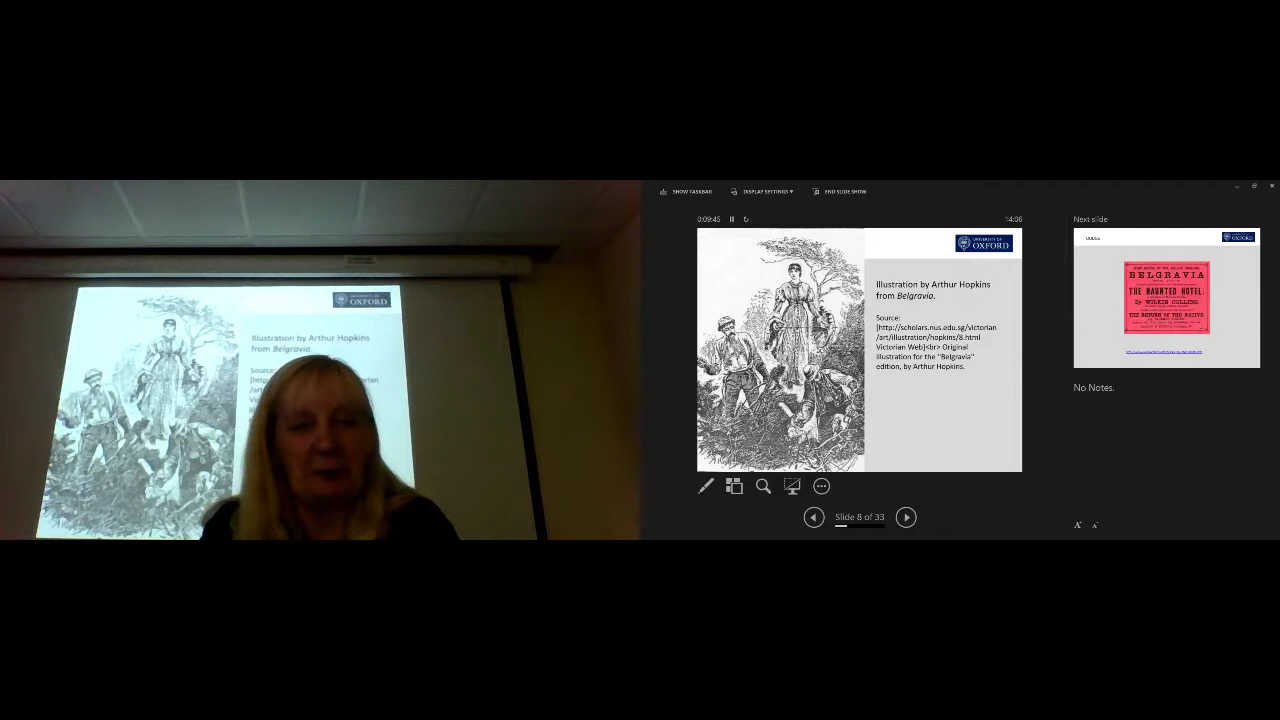 UNIVERSITY OF
OXFORD
Illustration by Arthur Hopkins
from Belgravia.
Source:
SHOW TASKBAR
DISPLAY SETTINGS ▾
END SLIDE SHOW
0:09:45
14:06
UNIVERSITY OF
OXFORD
Illustration by Arthur Hopkins
from Belgravia.
Source:
[http://scholars.nus.edu.sg/victorian
/art/illustration/hopkins/8.html
Victorian Web]<br> Original
illustration for the "Belgravia"
edition, by Arthur Hopkins.
Slide 8 of 33
Next slide
OUDCE
OXFORD
BELGRAVIA
THE HAUNTED HOTEL:
By WILKIE COLLINS.
THE RETURN OF THE NATIVE
No Notes.
A A